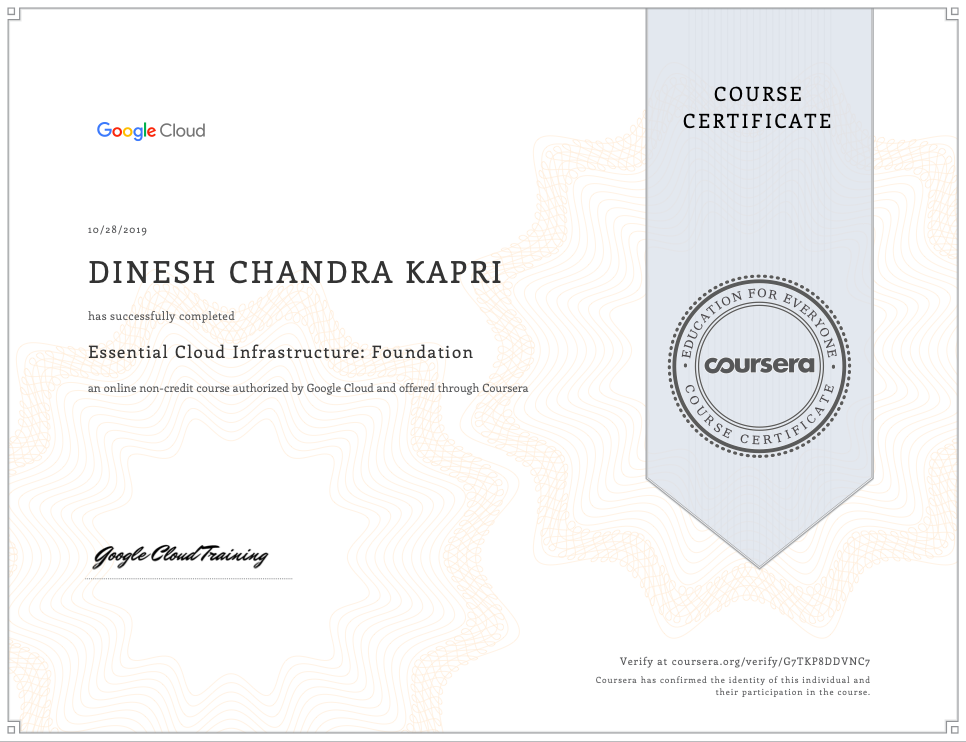 COURSE
CERTIFICATE
Google Cloud
10/28/2019
DINESH CHANDRA KAPRI
has successfully completed
Essential Cloud Infrastructure: Foundation
an online non-credit course authorized by Google Cloud and offered through Coursera
EDUCATION FOR EVERYONE
coursera
COURSE CERTIFICATE
Google Cloud Training
Verify at coursera.org/verify/G7TKP8DDVNC7
Coursera has confirmed the identity of this individual and
their participation in the course.